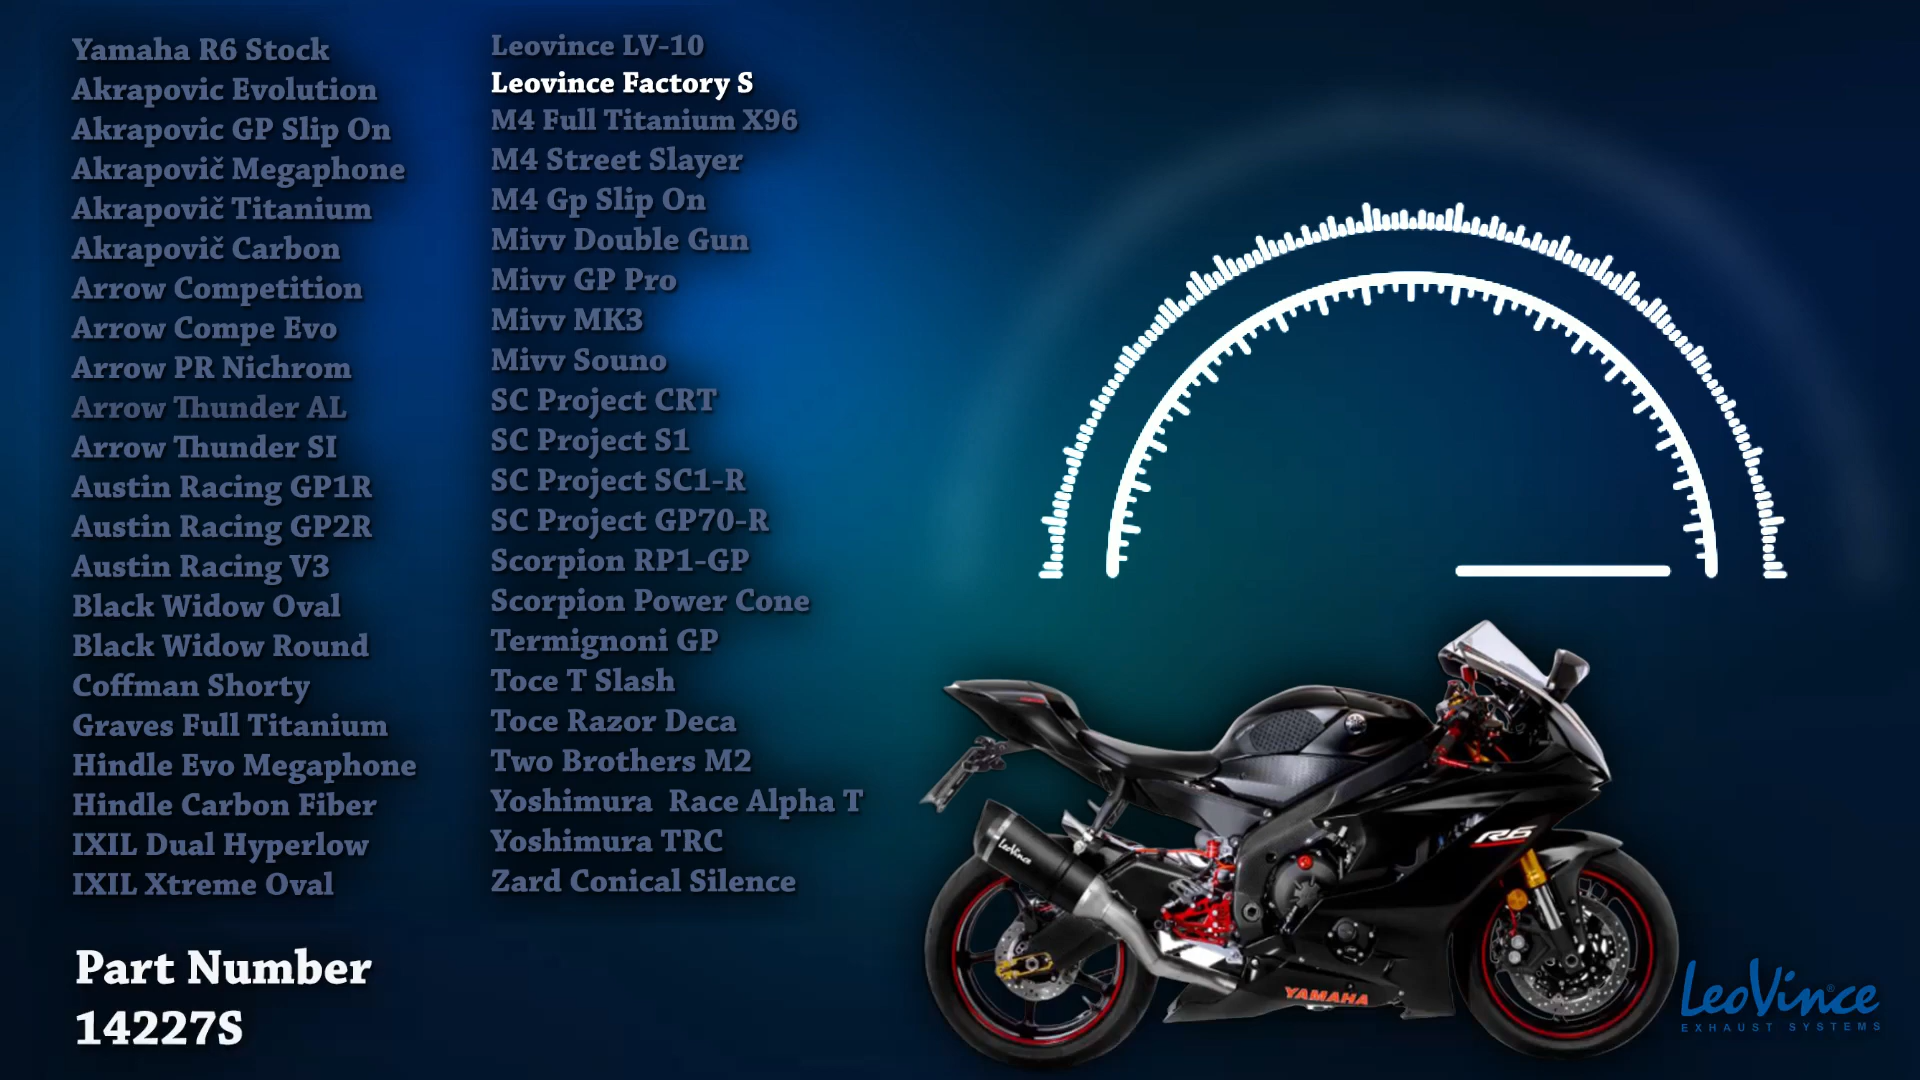 Yamaha R6 Stock
Akrapovic Evolution
Akrapovic GP Slip On
Akrapovič Megaphone
Akrapovič Titanium
Akrapovič Carbon
Arrow Competition
Arrow Compe Evo
Arrow PR Nichrom
Arrow Thunder AL
Arrow Thunder SI
Austin Racing GP1R
Austin Racing GP2R
Austin Racing V3
Black Widow Oval
Black Widow Round
Coffman Shorty
Graves Full Titanium
Hindle Evo Megaphone
Hindle Carbon Fiber
IXIL Dual Hyperlow
IXIL Xtreme Oval
Leovince LV-10
Leovince Factory S
M4 Full Titanium X96
M4 Street Slayer
M4 Gp Slip On
Mivv Double Gun
Mivv GP Pro
Mivv MK3
Mivv Souno
SC Project CRT
SC Project S1
SC Project SC1-R
SC Project GP70-R
Scorpion RP1-GP
Scorpion Power Cone
Termignoni GP
Toce T Slash
Toce Razor Deca
Two Brothers M2
Yoshimura Race Alpha T
Yoshimura TRC
Zard Conical Silence
Part Number
14227S
LeoVince
R6
YAMAHA
LeoVince®
EXHAUST SYSTEMS